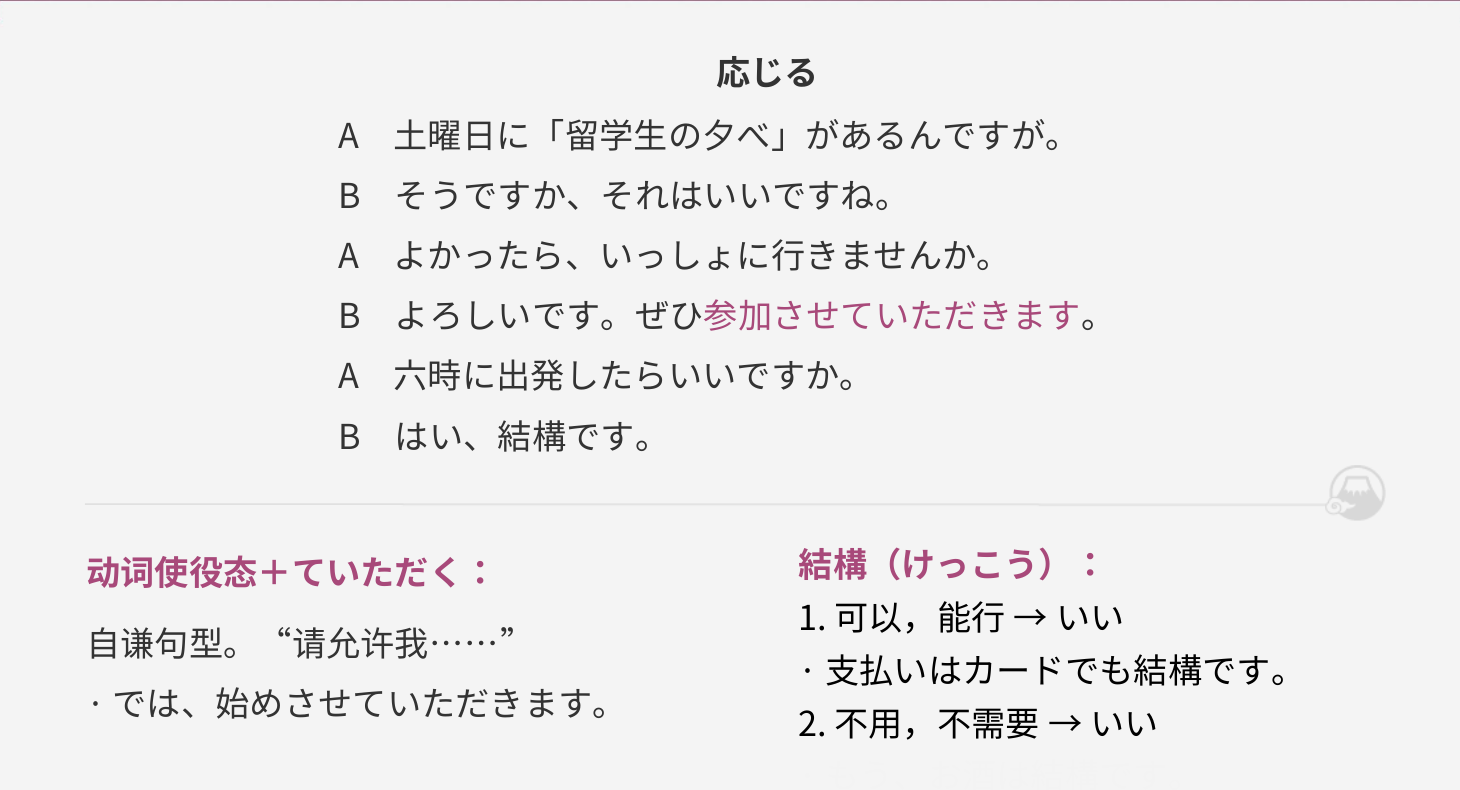 応じる
A 土曜日に「留学生の夕べ」があるんですが。
B そうですか、それはいいですね。
A よかったら、いっしょに行きませんか。
B よろしいです。ぜひ参加させていただきます。
A 六時に出発したらいいですか。
B はい、結構です。
动词使役态＋ていただく：
自谦句型。“请允许我……”
· では、始めさせていただきます。
結構（けっこう）：
1. 可以，能行 → いい
· 支払いはカードでも結構です。
2. 不用，不需要 → いい